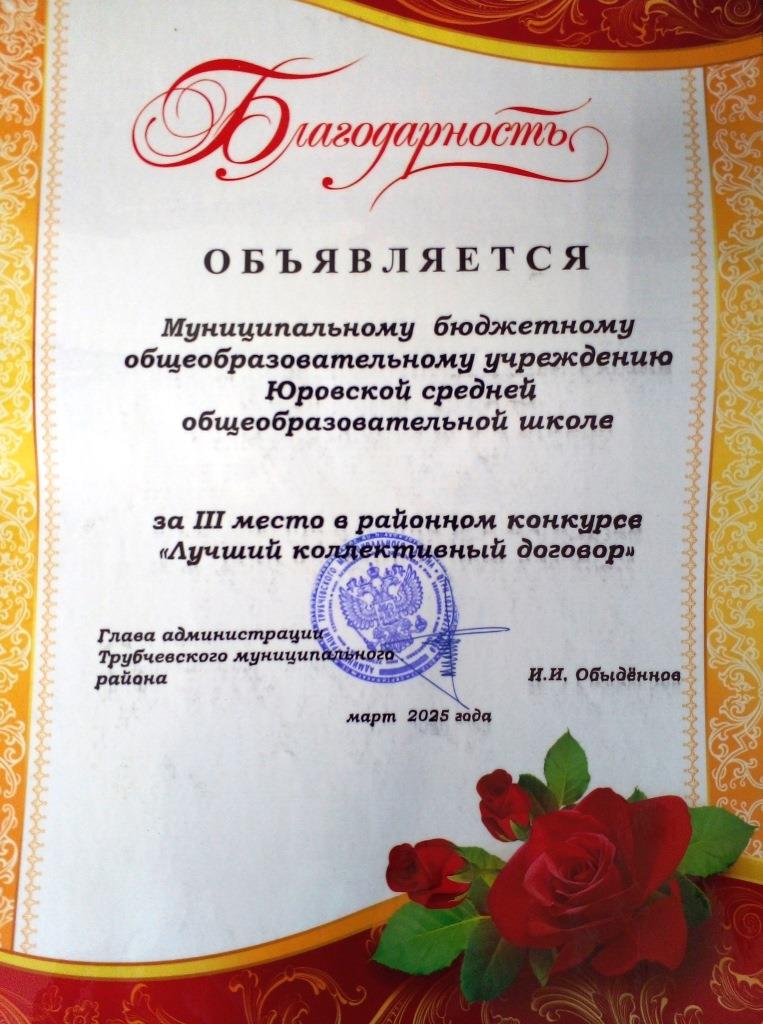 Благодарность
ОБЪЯВЛЯЕТСЯ
Муниципальному бюджетному
общеобразовательному учреждению
Юровской средней
общеобразовательной школе
за III место в районном конкурсе
«Лучший коллективный договор»
Глава администрации
Трубчевского муниципального
района
И.И. Обыдённов
март 2025 года